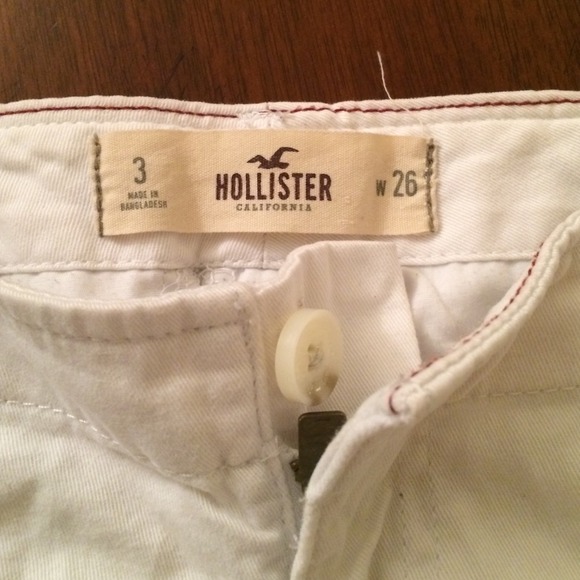 3
MADE IN
BANGLADESH
HOLLISTER
CALIFORNIA
W 26